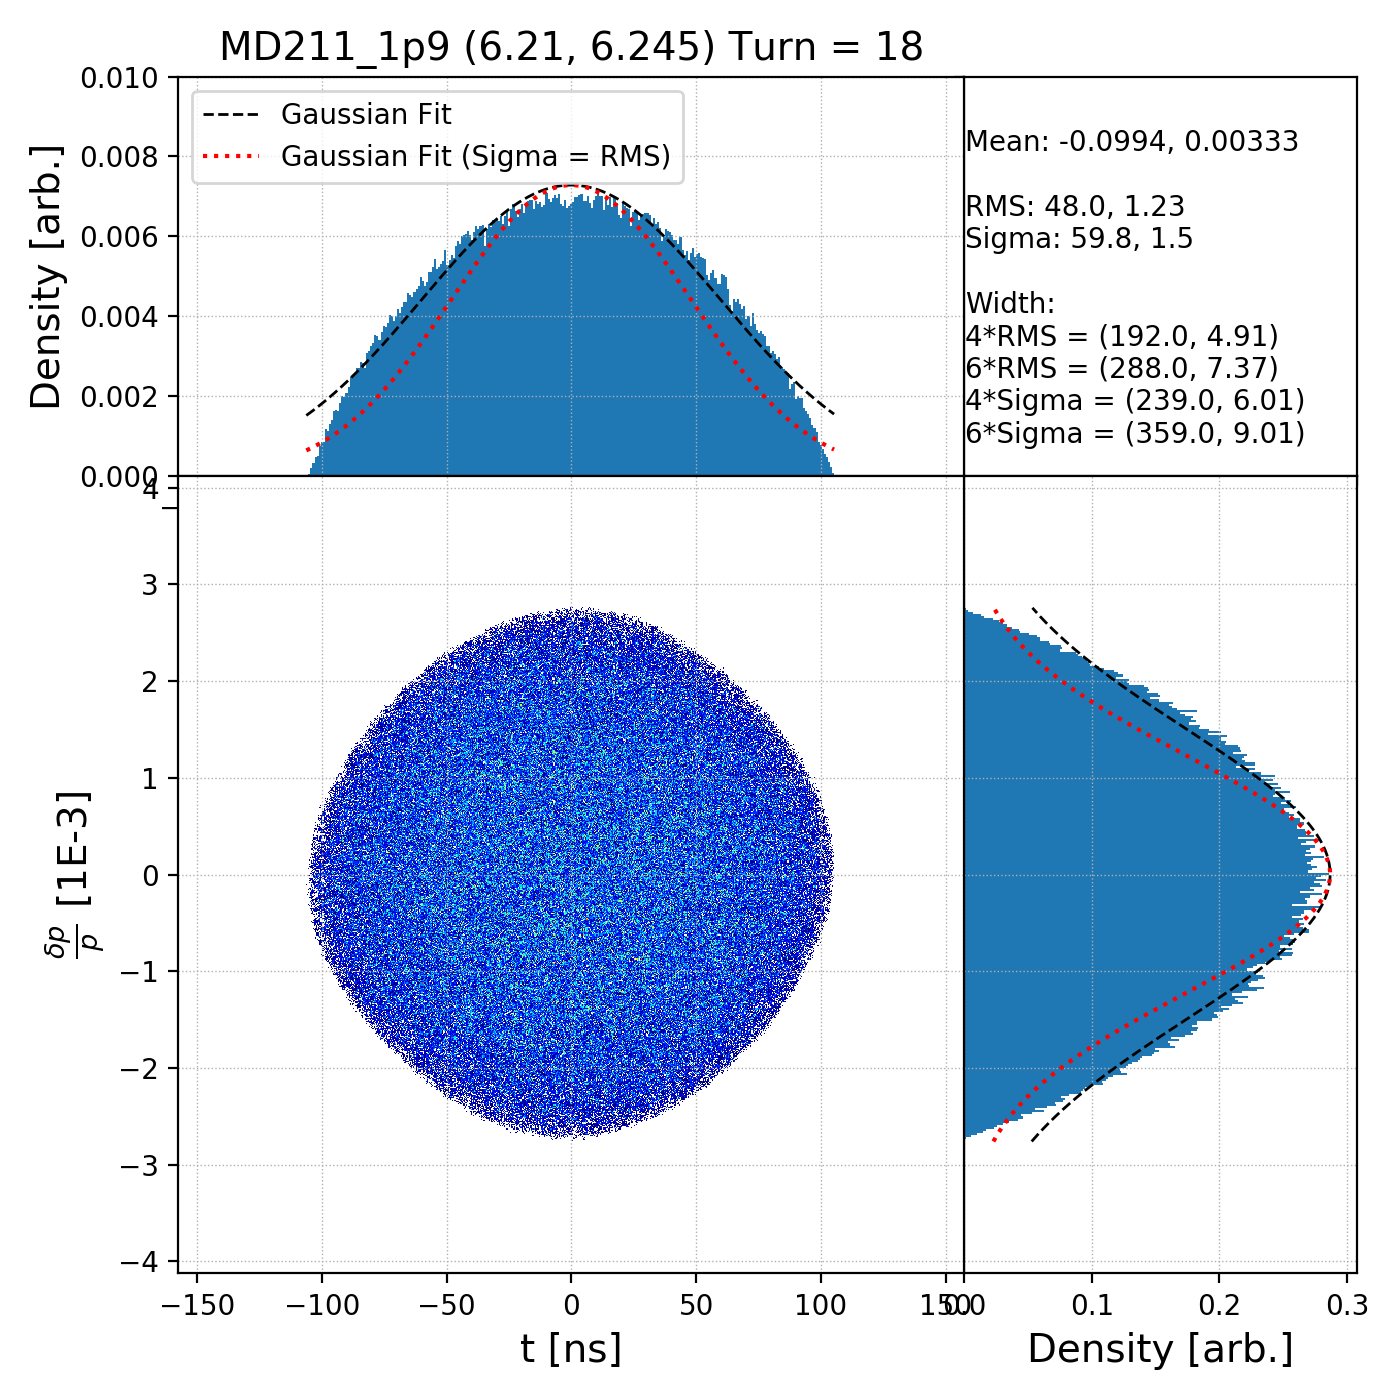 MD211_1p9 (6.21, 6.245) Turn = 18
0.010
0.008
0.006
0.004
0.002
0.000
Density [arb.]
Gaussian Fit
Gaussian Fit (Sigma = RMS)
Mean: -0.0994, 0.00333
RMS: 48.0, 1.23
Sigma: 59.8, 1.5
Width:
4*RMS = (192.0, 4.91)
6*RMS = (288.0, 7.37)
4*Sigma = (239.0, 6.01)
6*Sigma = (359.0, 9.01)
4
3
2
1
0
−1
−2
−3
−4
δp/p [1E-3]
−150 −100 −50 0 50 100 150
t [ns]
0.0 0.1 0.2 0.3
Density [arb.]